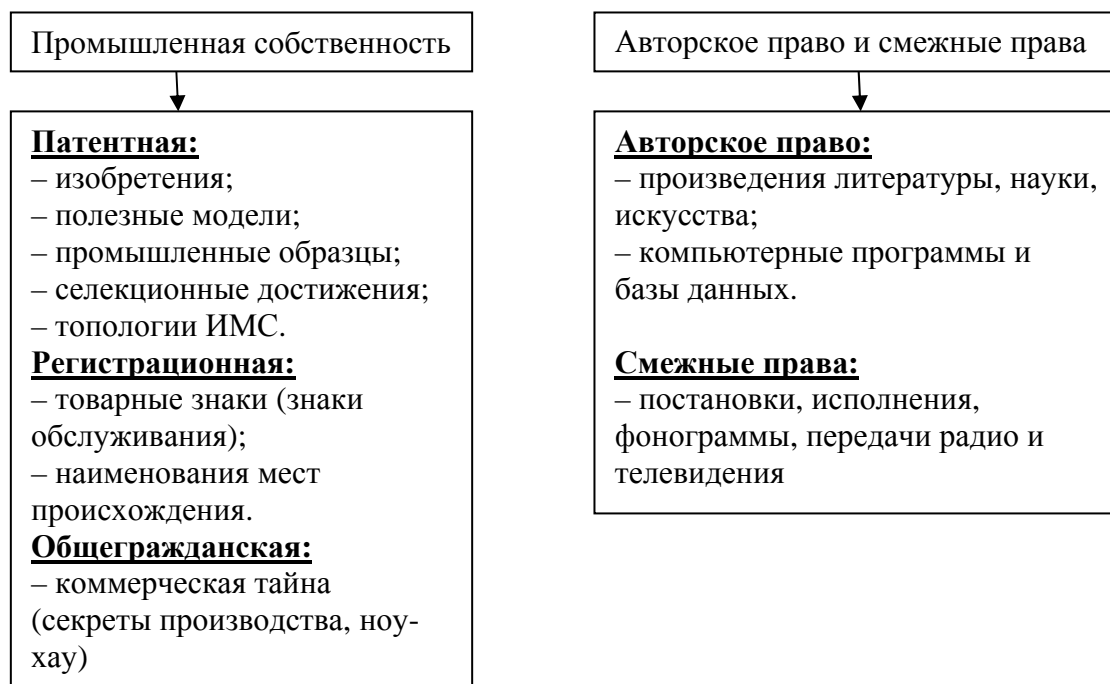 Промышленная собственность
Патентная:
– изобретения;
– полезные модели;
– промышленные образцы;
– селекционные достижения;
– топологии ИМС.
Регистрационная:
– товарные знаки (знаки
обслуживания);
– наименования мест
происхождения.
Общегражданская:
– коммерческая тайна
(секреты производства, ноу-
хау)
Авторское право и смежные права
Авторское право:
– произведения литературы, науки,
искусства;
– компьютерные программы и
базы данных.
Смежные права:
– постановки, исполнения,
фонограммы, передачи радио и
телевидения